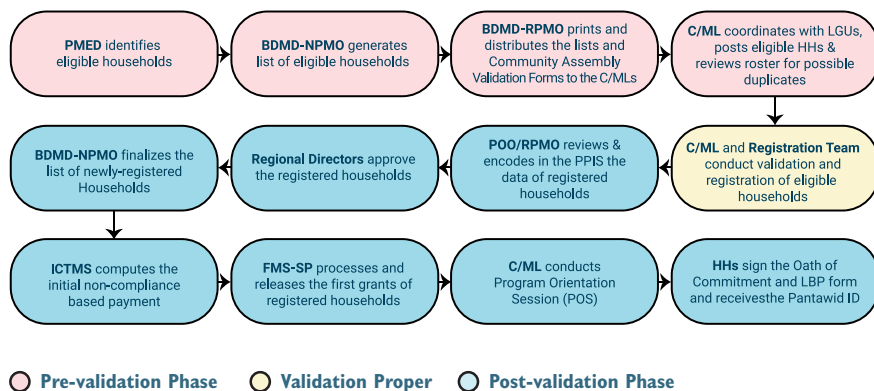 PMED identifies
eligible households
BDMD-NPMO generates
list of eligible households
BDMD-RPMO prints and
distributes the lists and
Community Assembly
Validation Forms to the C/MLs
C/ML coordinates with LGUs,
posts eligible HHs &
reviews roster for possible
duplicates
BDMD-NPMO finalizes the
list of newly-registered
Households
Regional Directors approve
the registered households
POO/RPMO reviews &
encodes in the PPIS the
data of registered
households
C/ML and Registration Team
conduct validation and
registration of eligible
households
ICTMS computes the
initial non-compliance
based payment
FMS-SP processes and
releases the first grants of
registered households
C/ML conducts
Program Orientation
Session (POS)
HHs sign the Oath of
Commitment and LBP form
and receivesthe Pantawid ID
Pre-validation Phase
Validation Proper
Post-validation Phase